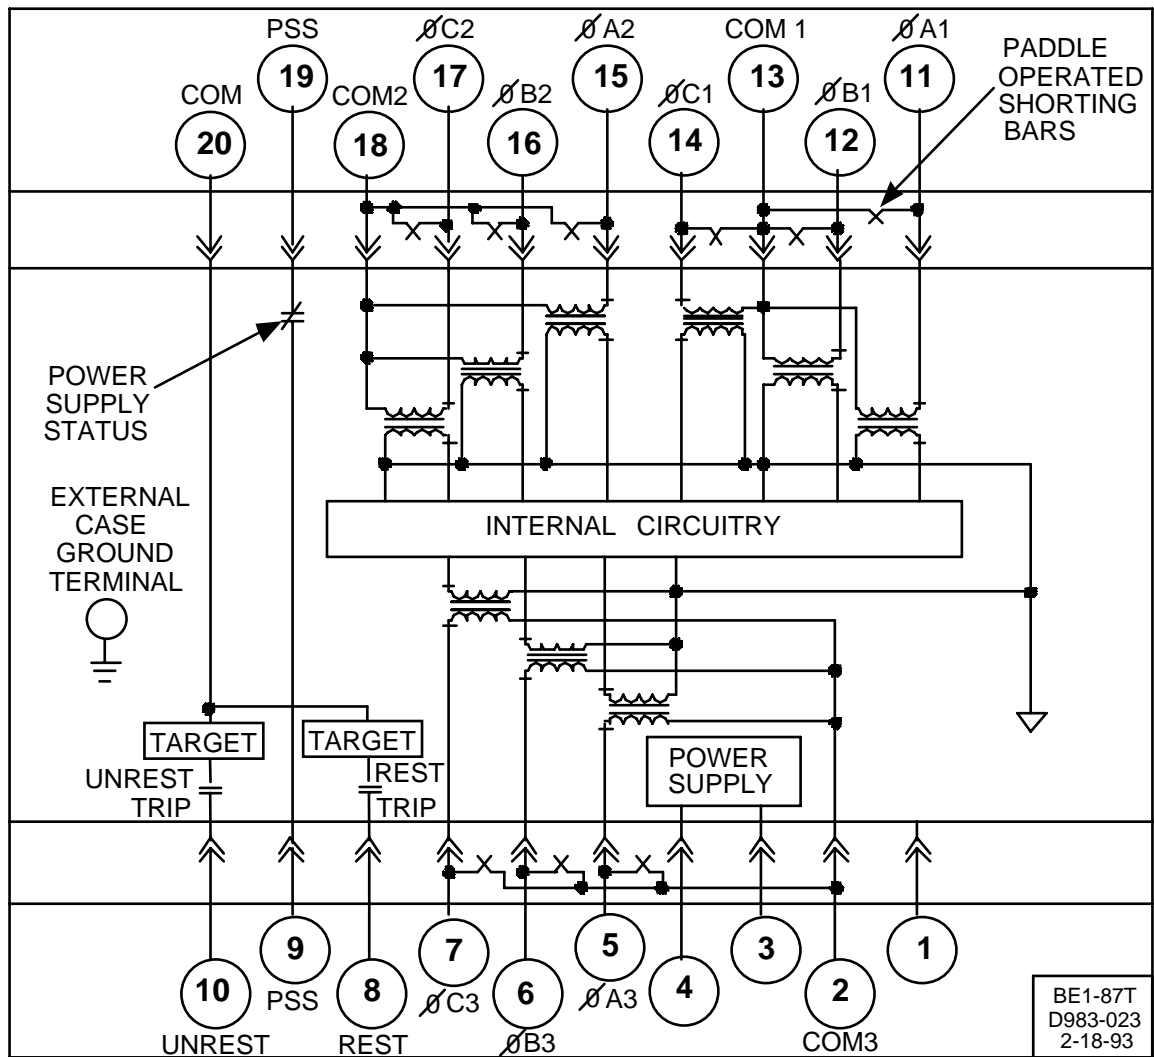 PSS
ØC2
ØA2
COM 1
ØA1
PADDLE
OPERATED
SHORTING
BARS
19
17
15
13
11
COM
COM2
ØB2
ØC1
ØB1
20
18
16
14
12
POWER
SUPPLY
STATUS
EXTERNAL
CASE
GROUND
TERMINAL
INTERNAL CIRCUITRY
TARGET
TARGET
UNREST
TRIP
REST
TRIP
POWER
SUPPLY
10
9
8
7
6
5
4
3
2
1
UNREST
PSS
REST
ØC3
ØB3
ØA3
COM3
BE1-87T
D983-023
2-18-93